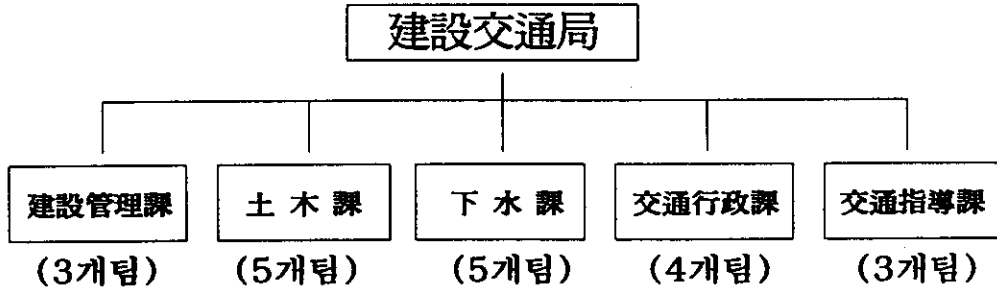 建設交通局
建設管理課 土木課 下水課 交通行政課 交通指導課
(3개팀) (5개팀) (5개팀) (4개팀) (3개팀)